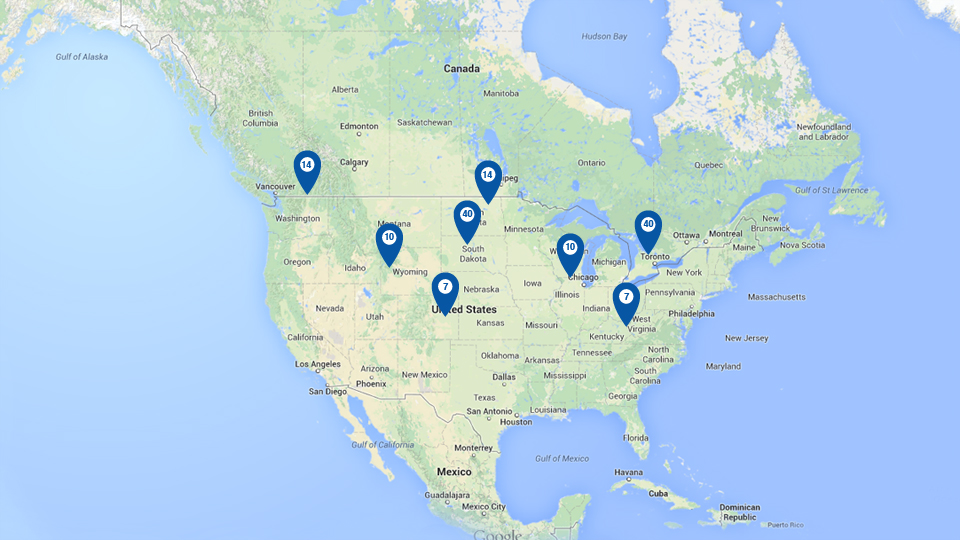 Hudson Bay
Gulf of Alaska
Canada
Alberta
Manitoba
British
Columbia
Saskatchewan
Edmonton
Newfoundland
and Labrador
Calgary
Ontario
Quebec
14
14
ipeg
Vancouver
Gulf of St Lawrence
Washington
40
New
Brunswick
Montana
40
Minnesota
Ottawa
Montreal
10
10
Nova Scotia
Maine
South
Dakota
Toronto
Oregon
Idaho
Wyoming
Michigan
New York
Chicago
7
Nebraska
Iowa
Illinois
7
Pennsylvania
Massachusetts
Nevada
Utah
United States
Indiana
Philadelphia
West
Virginia
Kansas
Missouri
California
Kentucky
New Jersey
Oklahoma
Arkansas
Tennessee
North
Carolina
Los Angeles
Arizona
Phoenix
New Mexico
Dallas
Mississippi
South
Carolina
Maryland
San Diego
Texas
Georgia
San Antonio
Louisiana
Houston
Gulf of California
Monterrey
Florida
Gulf of Mexico
Mexico
Havana
Cuba
Guadalajara
Mexico City
Dominican
Republic
Puerto Rico
Google